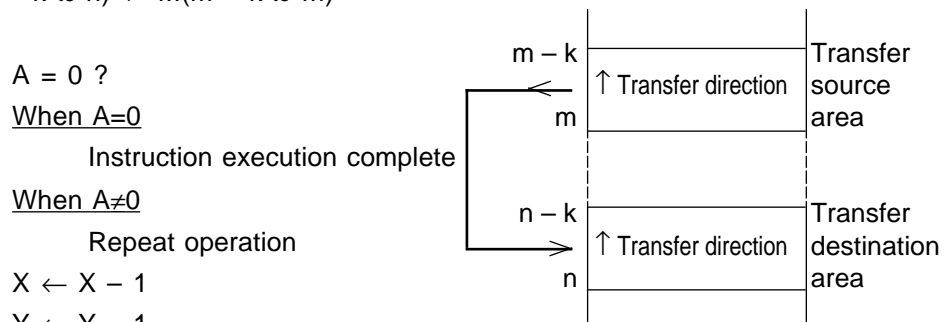 A = 0 ?
When A=0
Instruction execution complete
When A≠0
Repeat operation
X ← X – 1
m – k
↑ Transfer direction
m
Transfer
source
area
n – k
↑ Transfer direction
n
Transfer
destination
area